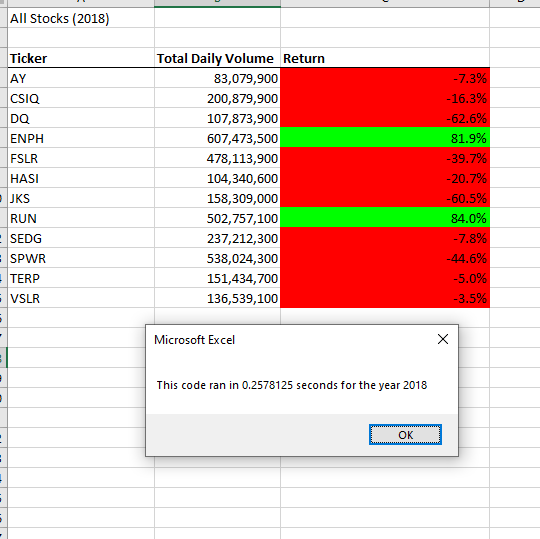 All Stocks (2018)
Ticker Total Daily Volume Return
AY 83,079,900 -7.3%
CSIQ 200,879,900 -16.3%
DQ 107,873,900 -62.6%
ENPH 607,473,500 81.9%
FSLR 478,113,900 -39.7%
HASI 104,340,600 -20.7%
JKS 158,309,000 -60.5%
RUN 502,757,100 84.0%
SEDG 237,212,300 -7.8%
SPWR 538,024,300 -44.6%
TERP 151,434,700 -5.0%
VSLR 136,539,100 -3.5%
Microsoft Excel
This code ran in 0.2578125 seconds for the year 2018
OK